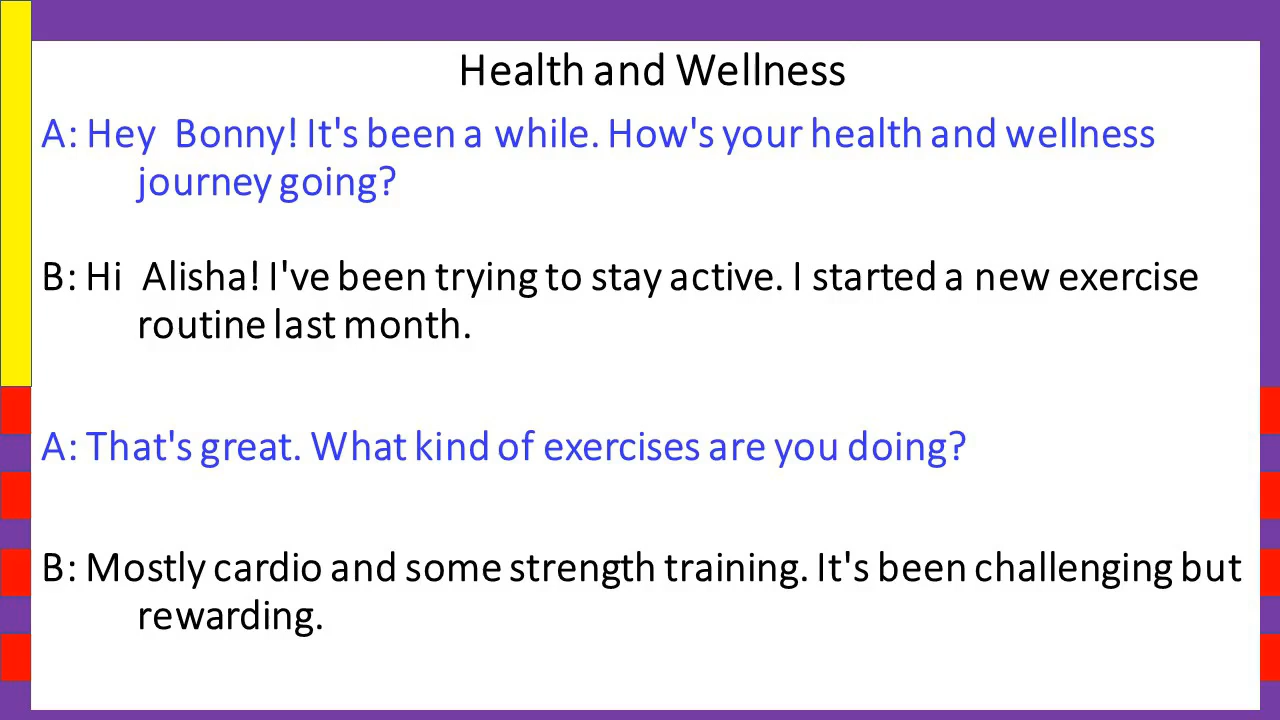 Health and Wellness
A: Hey  Bonny! It's been a while. How's your health and wellness
journey going?
B: Hi  Alisha! I've been trying to stay active. I started a new exercise
routine last month.
A: That's great. What kind of exercises are you doing?
B: Mostly cardio and some strength training. It's been challenging but
rewarding.